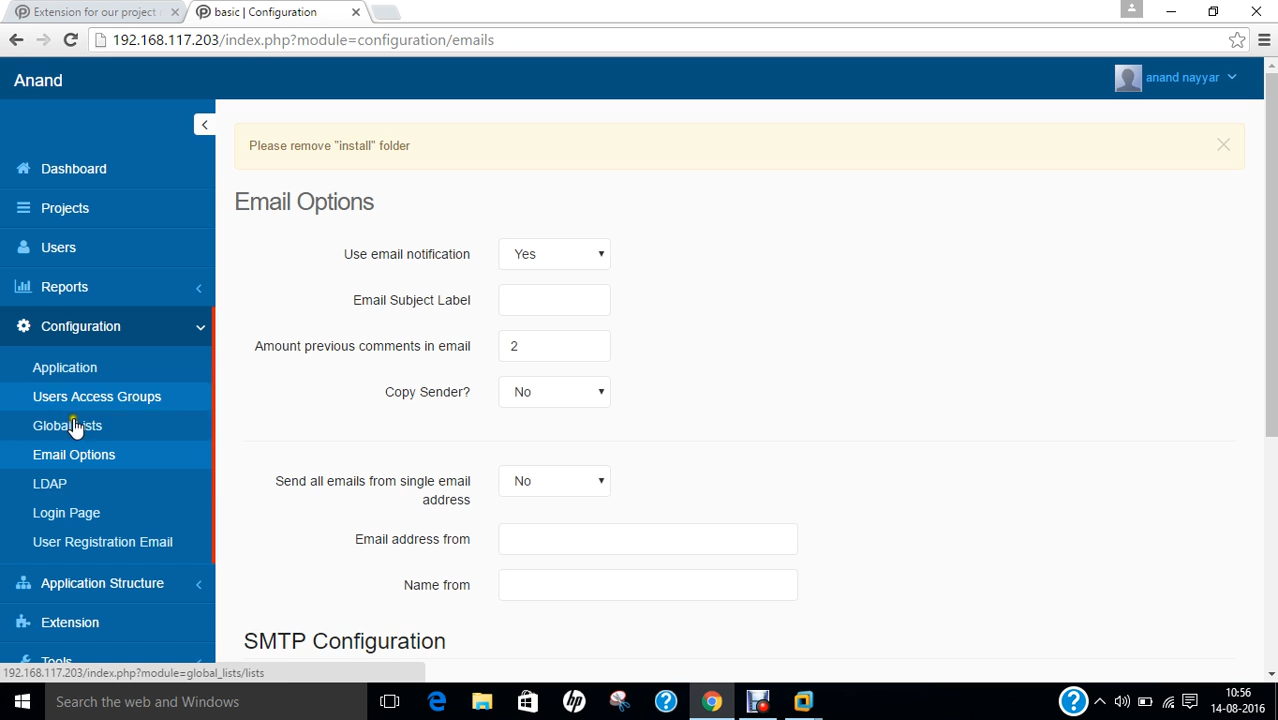 Extension for our project
basic | Configuration
192.168.117.203/index.php?module=configuration/emails
Anand
anand nayyar
Please remove "install" folder
Dashboard
Projects
Users
Reports
Configuration
Application
Users Access Groups
Global Lists
Email Options
LDAP
Login Page
User Registration Email
Application Structure
Extension
Tools
Email Options
Use email notification Yes
Email Subject Label
Amount previous comments in email 2
Copy Sender? No
Send all emails from single email No
address
Email address from
Name from
SMTP Configuration
192.168.117.203/index.php?module=global_lists/lists
Search the web and Windows
10:56
14-08-2016